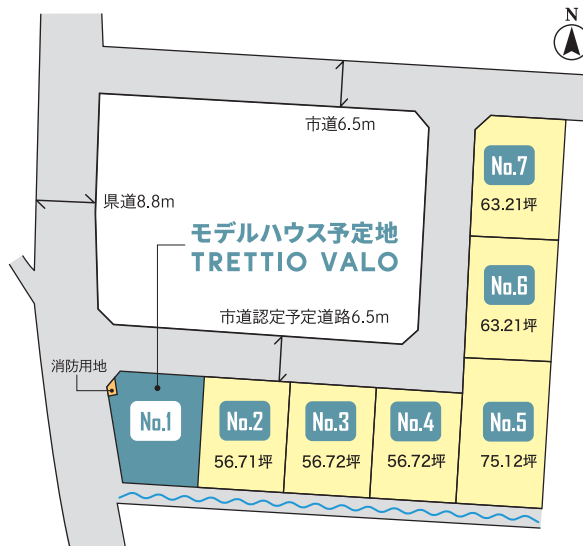 N
市道6.5m
No.7
63.21坪
県道8.8m
モデルハウス予定地
TRETTIO VALO
No.6
63.21坪
市道認定予定道路6.5m
消防用地
No.1
No.2
56.71坪
No.3
56.72坪
No.4
56.72坪
No.5
75.12坪